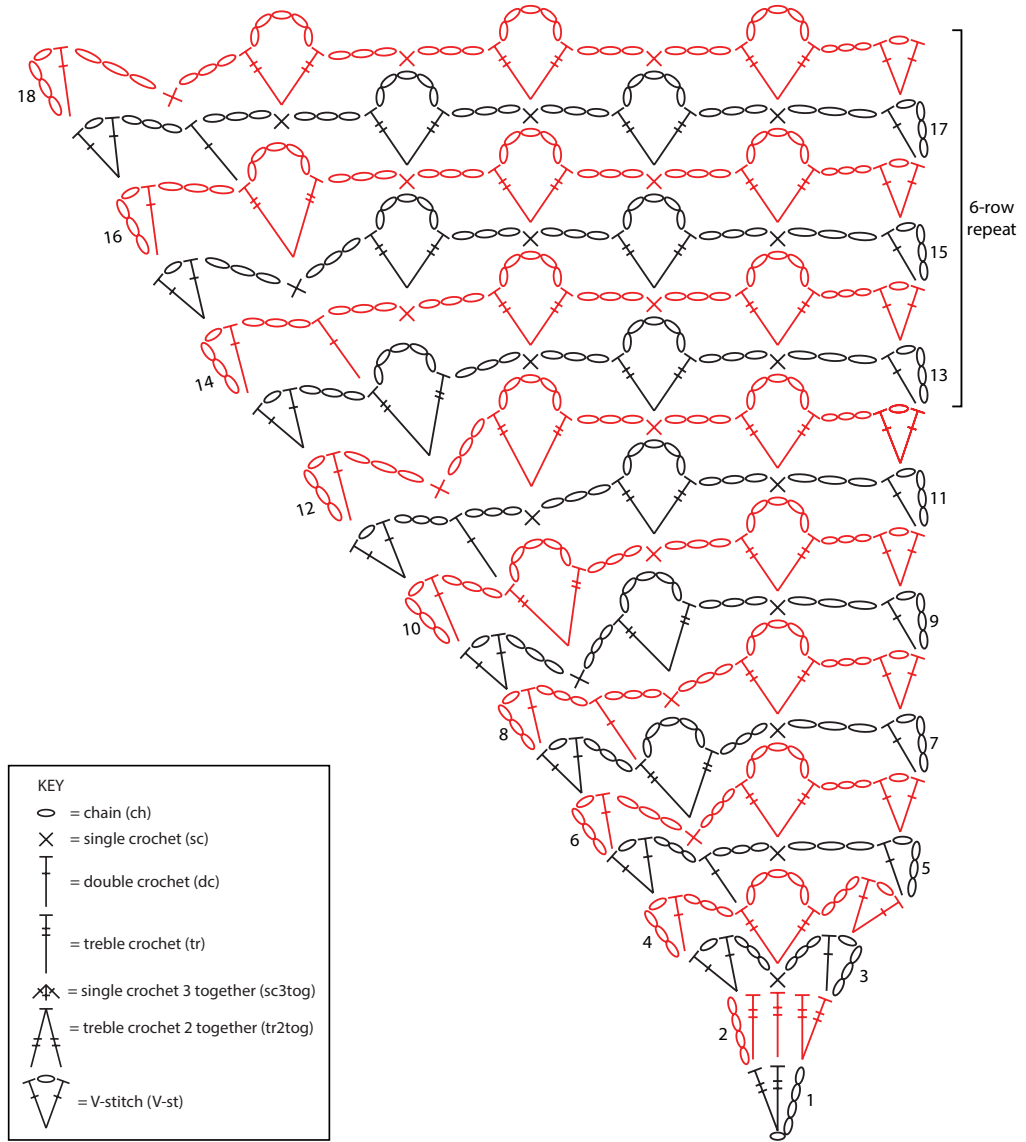 18
17
16
6-row
repeat
15
14
13
12
11
10
9
8
7
6
5
4
3
2
1
KEY
= chain (ch)
= single crochet (sc)
= double crochet (dc)
= treble crochet (tr)
= single crochet 3 together (sc3tog)
= treble crochet 2 together (tr2tog)
= V-stitch (V-st)